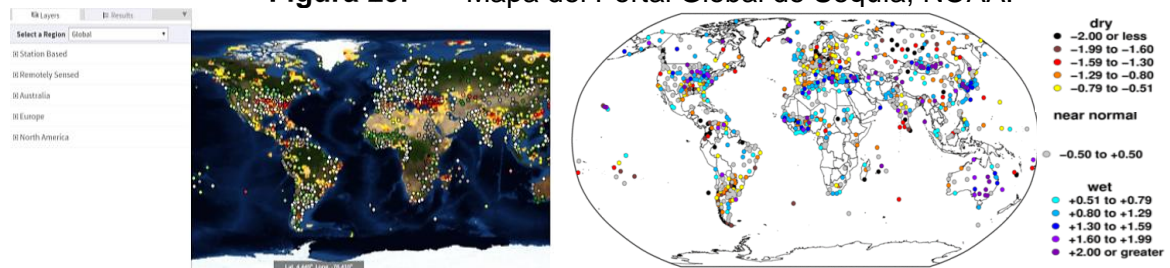 Mapa del Portal Global de Sequía, NOAA.
Layers
Results
Select a Region
Global
Station Based
Remotely Sensed
Australia
Europe
North America
dry
−2.00 or less
−1.99 to −1.60
−1.59 to −1.30
−1.29 to −0.80
−0.79 to −0.51
near normal
−0.50 to +0.50
wet
+0.51 to +0.79
+0.80 to +1.29
+1.30 to +1.59
+1.60 to +1.99
+2.00 or greater